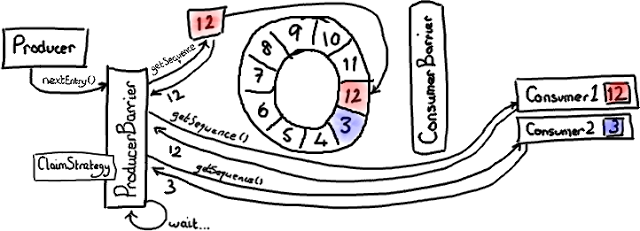 Producer
nextEntry()
12
getSequence
12
ProducerBarrier
ClaimStrategy
wait...
9
10
8
11
7
12
6
3
5
4
ConsumerBarrier
getSequence()
12
getSequence()
3
Consumer1 12
Consumer2 3